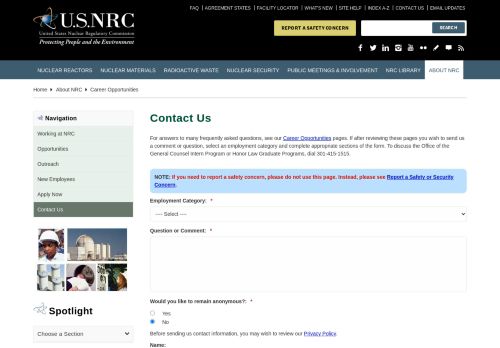 FAQ | AGREEMENT STATES | FACILITY LOCATOR | WHAT'S NEW | SITE HELP | INDEX A-Z | CONTACT US | EMAIL UPDATES
U.S.NRC
United States Nuclear Regulatory Commission
Protecting People and the Environment
REPORT A SAFETY CONCERN
SEARCH
NUCLEAR REACTORS NUCLEAR MATERIALS RADIOACTIVE WASTE NUCLEAR SECURITY PUBLIC MEETINGS & INVOLVEMENT NRC LIBRARY ABOUT NRC
Home » About NRC » Career Opportunities
Navigation
Working at NRC
Opportunities
Outreach
New Employees
Apply Now
Contact Us
Spotlight
Choose a Section
Contact Us
For answers to many frequently asked questions, see our Career Opportunities pages. If after reviewing these pages you wish to send us
a comment or question, select an employment category and complete appropriate sections of the form. To discuss the Office of
the General Counsel Intern Program or Honor Law Graduate Programs, dial 301-415-1515.
NOTE: If you need to report a safety concern, please do not use this page. Instead, please see Report a Safety or Security
Concern.
Employment Category: *
---- Select ----
Question or Comment: *
Would you like to remain anonymous?: *
Yes
No
Before sending us contact information, you may wish to review our Privacy Policy.
Name: